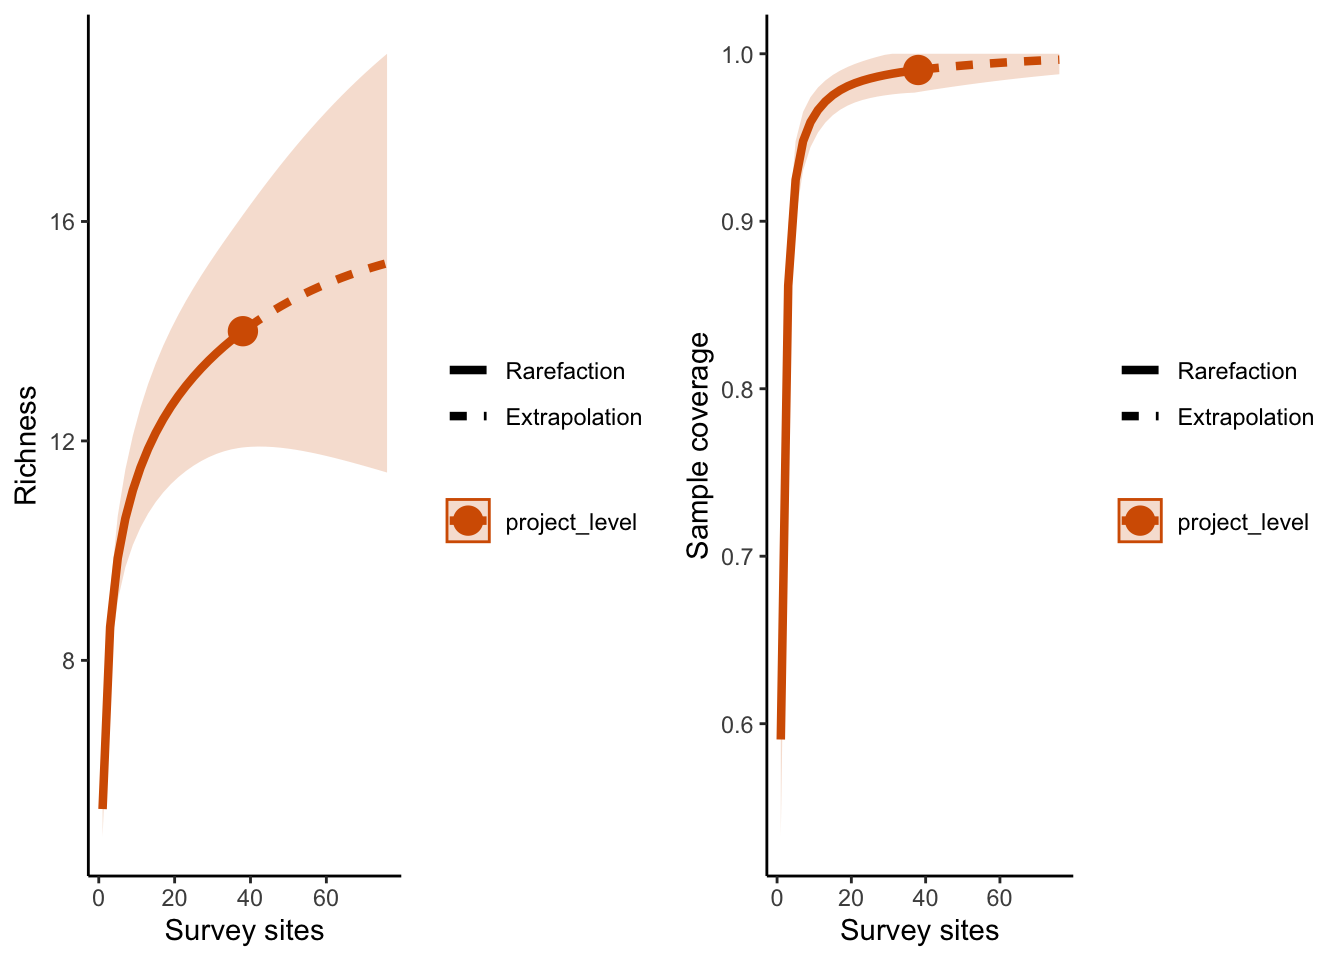 Richness
16
12
8
0 20 40 60
Survey sites
Rarefaction
Extrapolation
project_level
Sample coverage
1.0
0.9
0.8
0.7
0.6
0 20 40 60
Survey sites
Rarefaction
Extrapolation
project_level